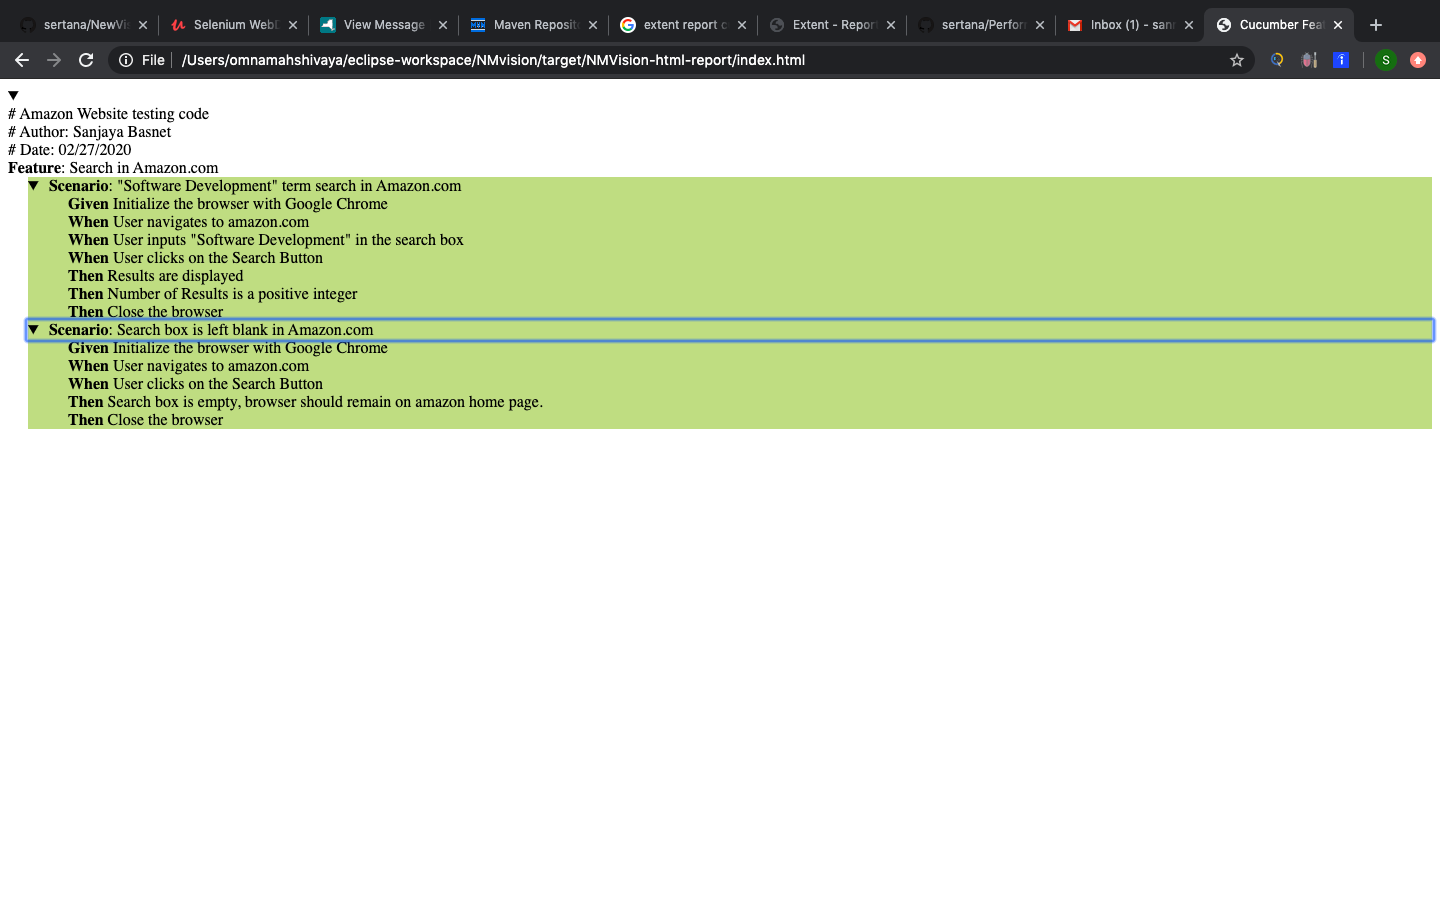 sertana/NewVis
Selenium WebD
View Message
Maven Reposito
extent report c
Extent - Report
sertana/Perfor
Inbox (1) - sanj
Cucumber Feat
File
/Users/omnamahshivaya/eclipse-workspace/NMvision/target/NMVision-html-report/index.html
S
# Amazon Website testing code
# Author: Sanjaya Basnet
# Date: 02/27/2020
Feature: Search in Amazon.com
Scenario: "Software Development" term search in Amazon.com
Given Initialize the browser with Google Chrome
When User navigates to amazon.com
When User inputs "Software Development" in the search box
When User clicks on the Search Button
Then Results are displayed
Then Number of Results is a positive integer
Then Close the browser
Scenario: Search box is left blank in Amazon.com
Given Initialize the browser with Google Chrome
When User navigates to amazon.com
When User clicks on the Search Button
Then Search box is empty, browser should remain on amazon home page.
Then Close the browser